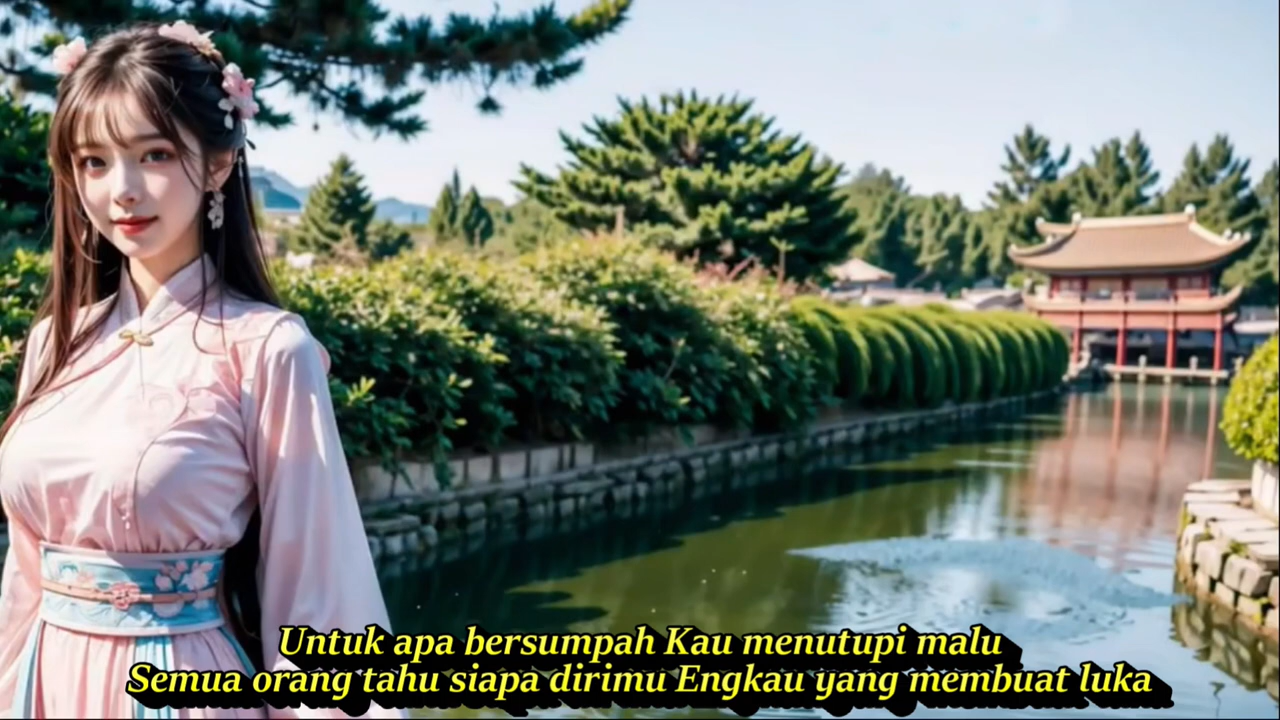 Untuk apa bersumpah Kau menutupi malu
Semua orang tahu siapa dirimu Engkau yang membuat luka